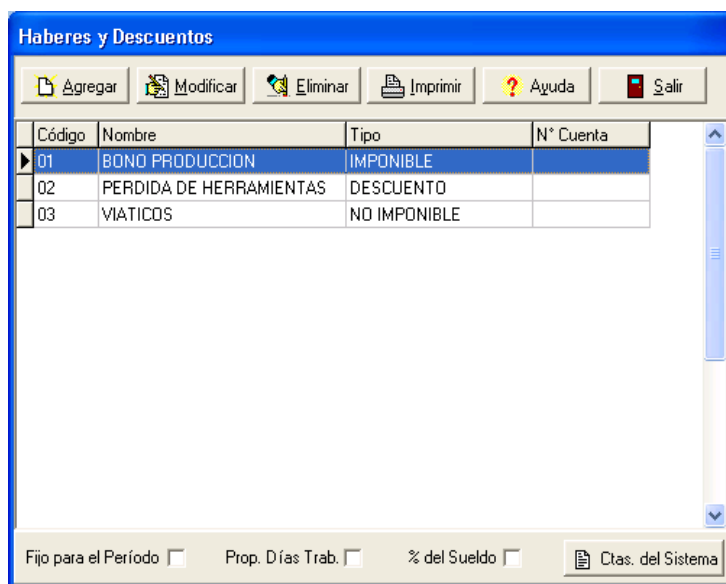 Haberes y Descuentos
Agregar Modificar Eliminar Imprimir ? Ayuda Salir
Código Nombre Tipo N° Cuenta
01 BONO PRODUCCION IMPONIBLE
02 PERDIDA DE HERRAMIENTAS DESCUENTO
03 VIATICOS NO IMPONIBLE
Fijo para el Período Prop. Días Trab. % del Sueldo Ctas. del Sistema